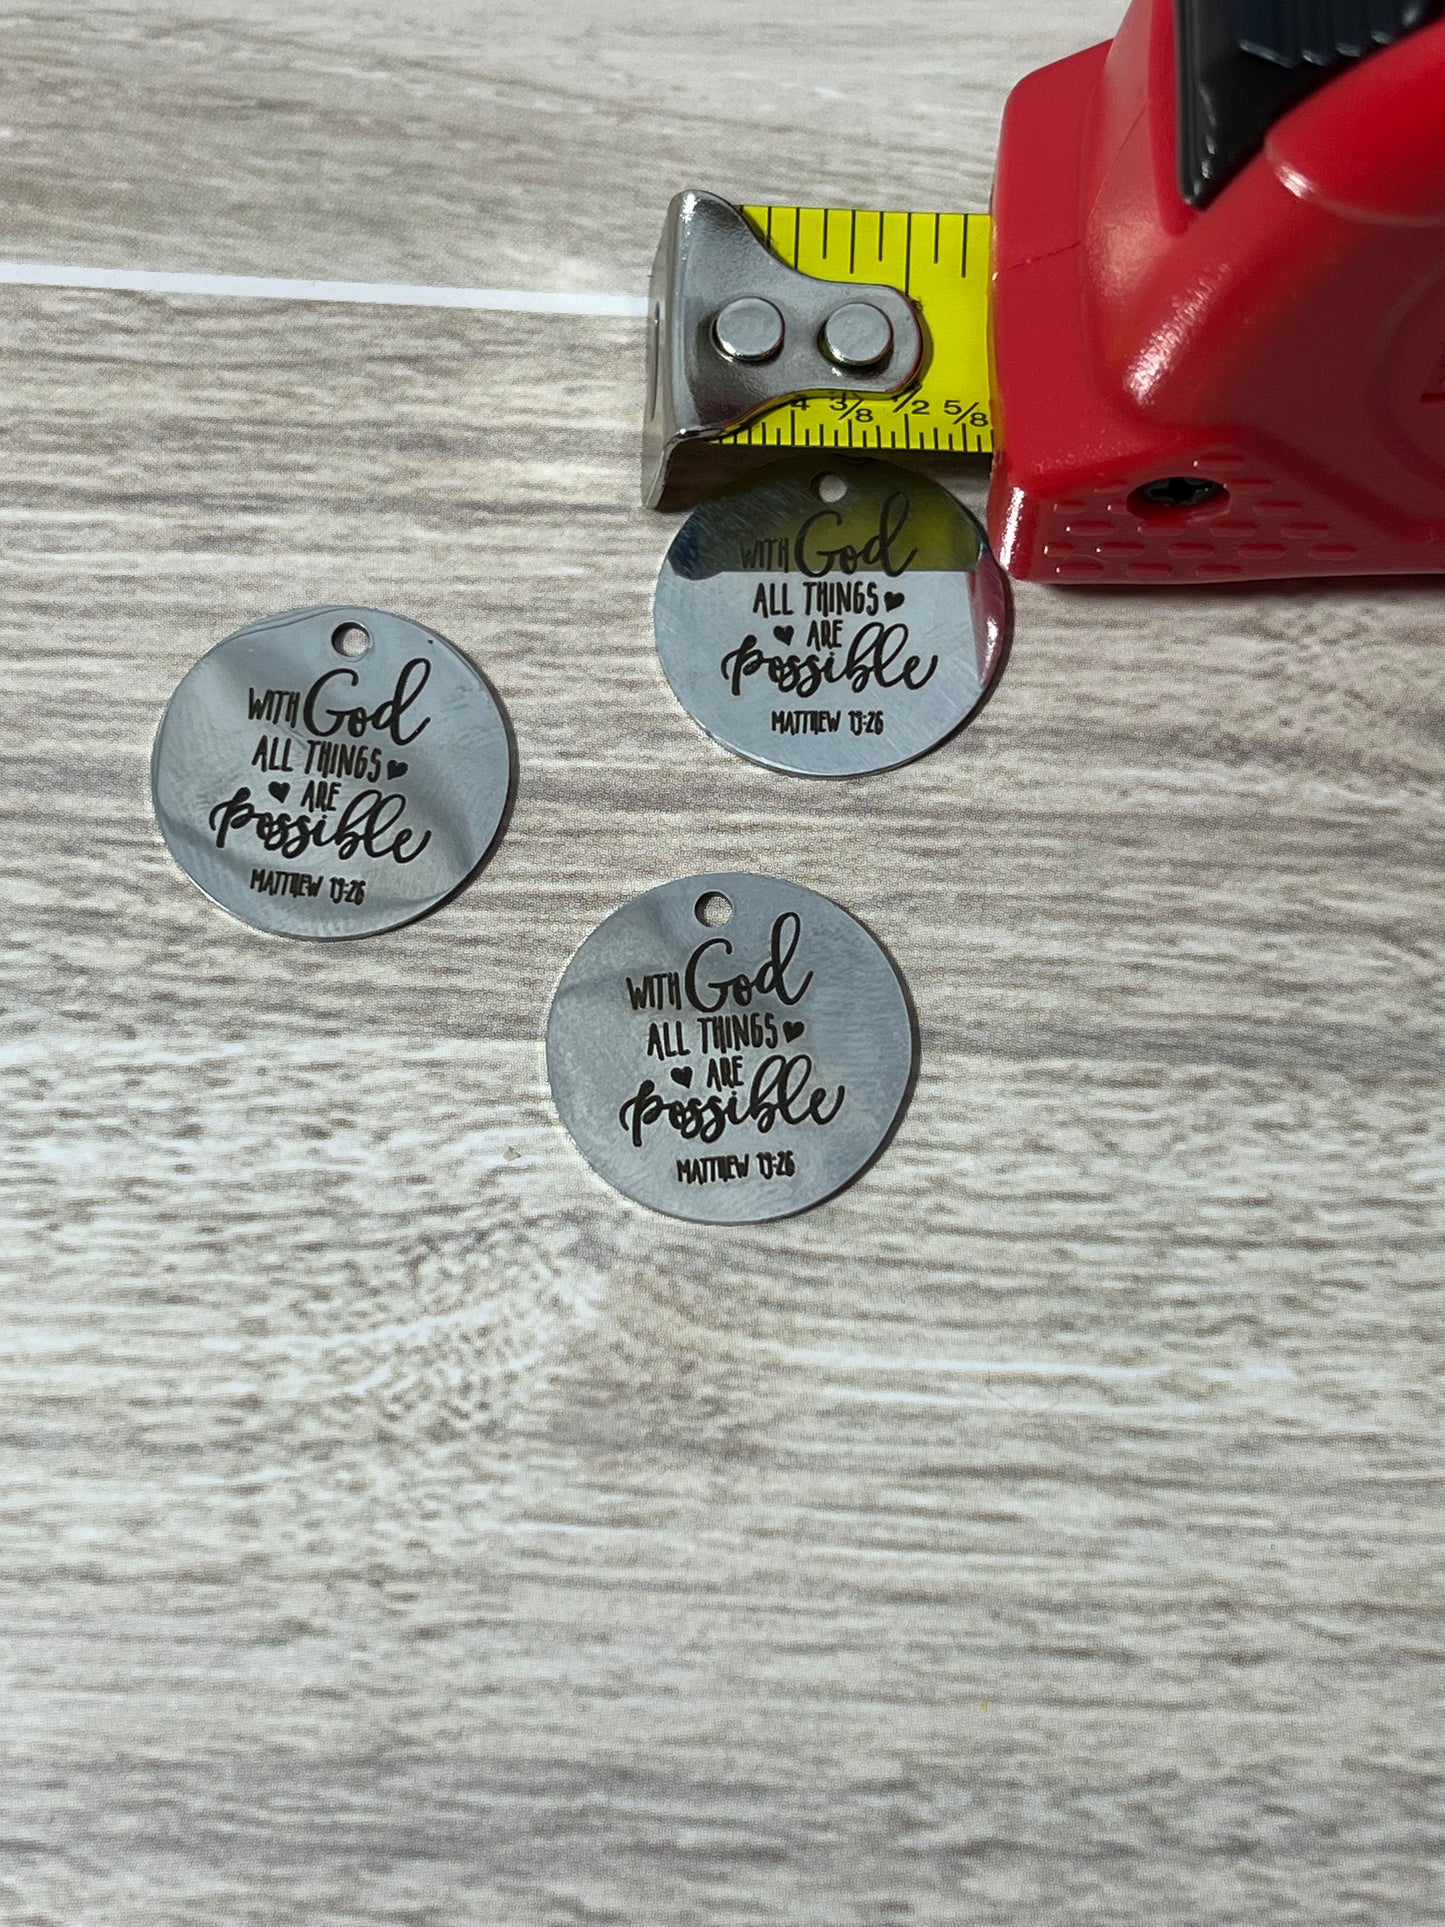 4 3/8 1/2 5/8
WITH God
ALL THINGS
ARE
possible
MATTHEW 19:26
WITH God
ALL THINGS
ARE
possible
MATTHEW 19:26
WITH God
ALL THINGS
ARE
possible
MATTHEW 19:26